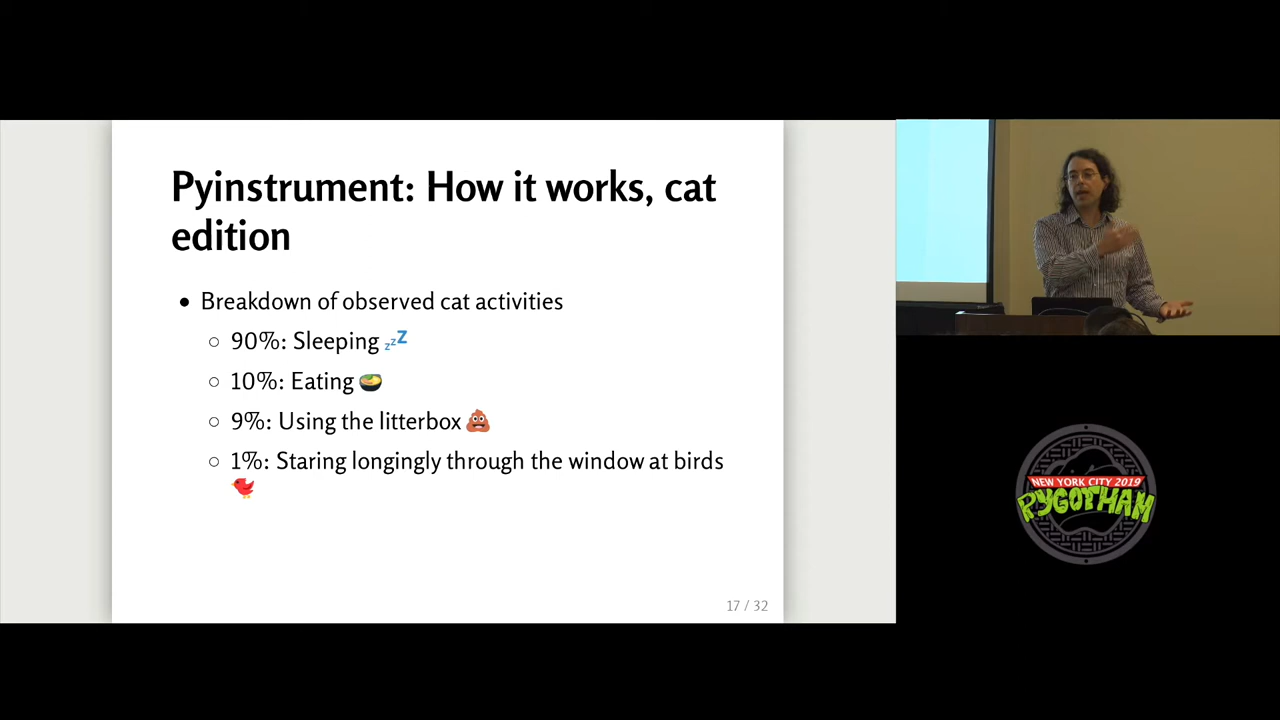 Pyinstrument: How it works, cat
edition
Breakdown of observed cat activities
90%: Sleeping 💤
10%: Eating 🍲
9%: Using the litterbox 💩
1%: Staring longingly through the window at birds
🐦
17 / 32
NEW YORK CITY 2019
PYGOTHAM